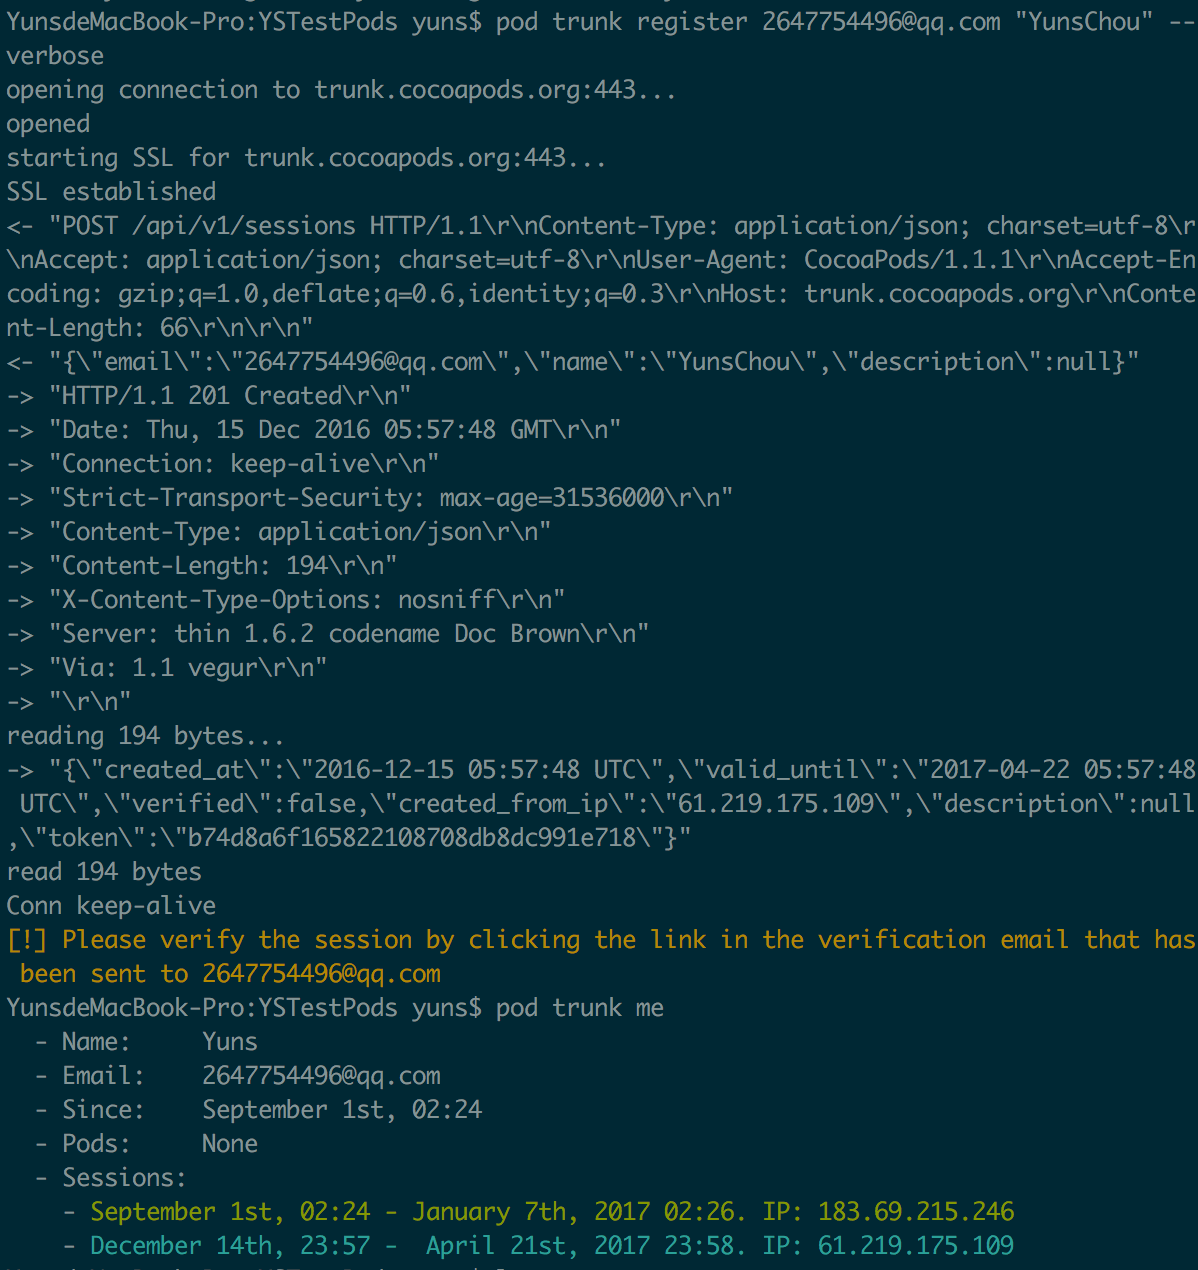 YunsdeMacBook-Pro:YSTestPods yuns$ pod trunk register 2647754496@qq.com "YunsChou" --
verbose
opening connection to trunk.cocoapods.org:443...
opened
starting SSL for trunk.cocoapods.org:443...
SSL established
<- "POST /api/v1/sessions HTTP/1.1\r\nContent-Type: application/json; charset=utf-8\r
\nAccept: application/json; charset=utf-8\r\nUser-Agent: CocoaPods/1.1.1\r\nAccept-En
coding: gzip;q=1.0,deflate;q=0.6,identity;q=0.3\r\nHost: trunk.cocoapods.org\r\nConte
nt-Length: 66\r\n\r\n"
<- "{\"email\":\"2647754496@qq.com\",\"name\":\"YunsChou\",\"description\":null}"
-> "HTTP/1.1 201 Created\r\n"
-> "Date: Thu, 15 Dec 2016 05:57:48 GMT\r\n"
-> "Connection: keep-alive\r\n"
-> "Strict-Transport-Security: max-age=31536000\r\n"
-> "Content-Type: application/json\r\n"
-> "Content-Length: 194\r\n"
-> "X-Content-Type-Options: nosniff\r\n"
-> "Server: thin 1.6.2 codename Doc Brown\r\n"
-> "Via: 1.1 vegur\r\n"
-> "\r\n"
reading 194 bytes...
-> "{\"created_at\":\"2016-12-15 05:57:48 UTC\",\"valid_until\":\"2017-04-22 05:57:48
 UTC\",\"verified\":false,\"created_from_ip\":\"61.219.175.109\",\"description\":null
,\"token\":\"b74d8a6f165822108708db8dc991e718\"}"
read 194 bytes
Conn keep-alive
[!] Please verify the session by clicking the link in the verification email that has
 been sent to 2647754496@qq.com
YunsdeMacBook-Pro:YSTestPods yuns$ pod trunk me
  - Name:     Yuns
  - Email:    2647754496@qq.com
  - Since:    September 1st, 02:24
  - Pods:     None
  - Sessions:
    - September 1st, 02:24 - January 7th, 2017 02:26. IP: 183.69.215.246
    - December 14th, 23:57 -  April 21st, 2017 23:58. IP: 61.219.175.109